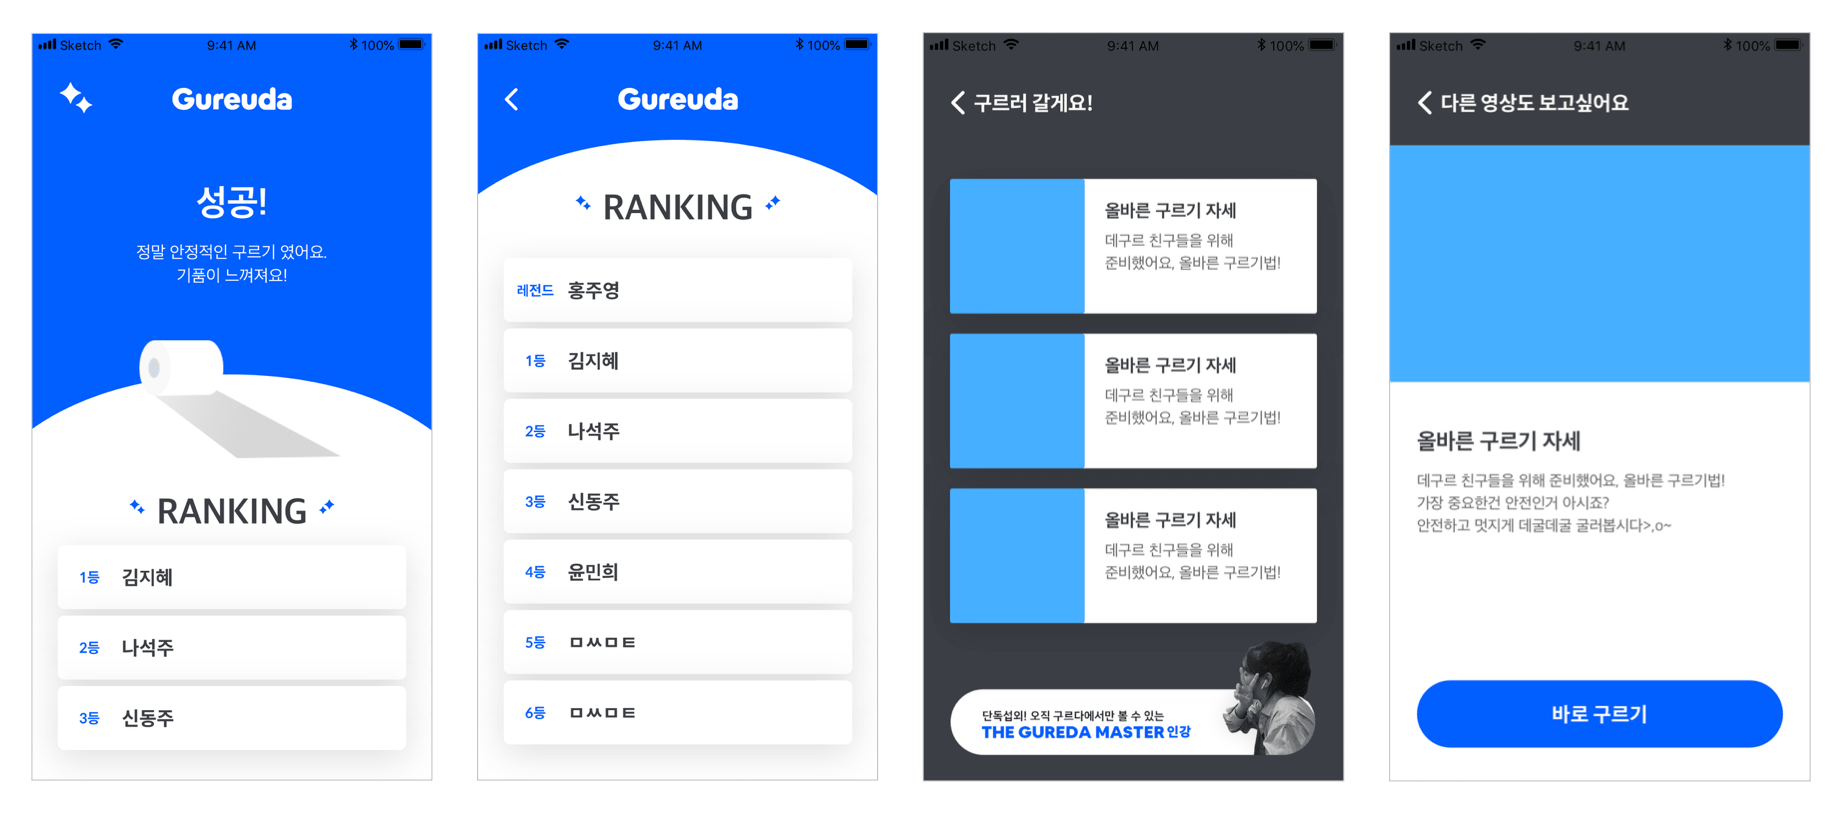 Sketch 9:41 AM 100%
Gureuda
성공!
정말 안정적인 구르기 였어요.
기품이 느껴져요!
RANKING
1등 김지혜
2등 나석주
3등 신동주
Sketch 9:41 AM 100%
Gureuda
RANKING
레전드 홍주영
1등 김지혜
2등 나석주
3등 신동주
4등 윤민희
5등 ㅁㅆㅁㅌ
6등 ㅁㅆㅁㅌ
Sketch 9:41 AM 100%
구르러 갈게요!
올바른 구르기 자세
데구르 친구들을 위해
준비했어요, 올바른 구르기법!
올바른 구르기 자세
데구르 친구들을 위해
준비했어요, 올바른 구르기법!
올바른 구르기 자세
데구르 친구들을 위해
준비했어요, 올바른 구르기법!
단독섭외! 오직 구르다에서만 볼 수 있는
THE GUREDA MASTER 인강
Sketch 9:41 AM 100%
다른 영상도 보고싶어요
올바른 구르기 자세
데구르 친구들을 위해 준비했어요, 올바른 구르기법!
가장 중요한건 안전인거 아시죠?
안전하고 멋지게 데굴데굴 굴러봅시다>,o~
바로 구르기